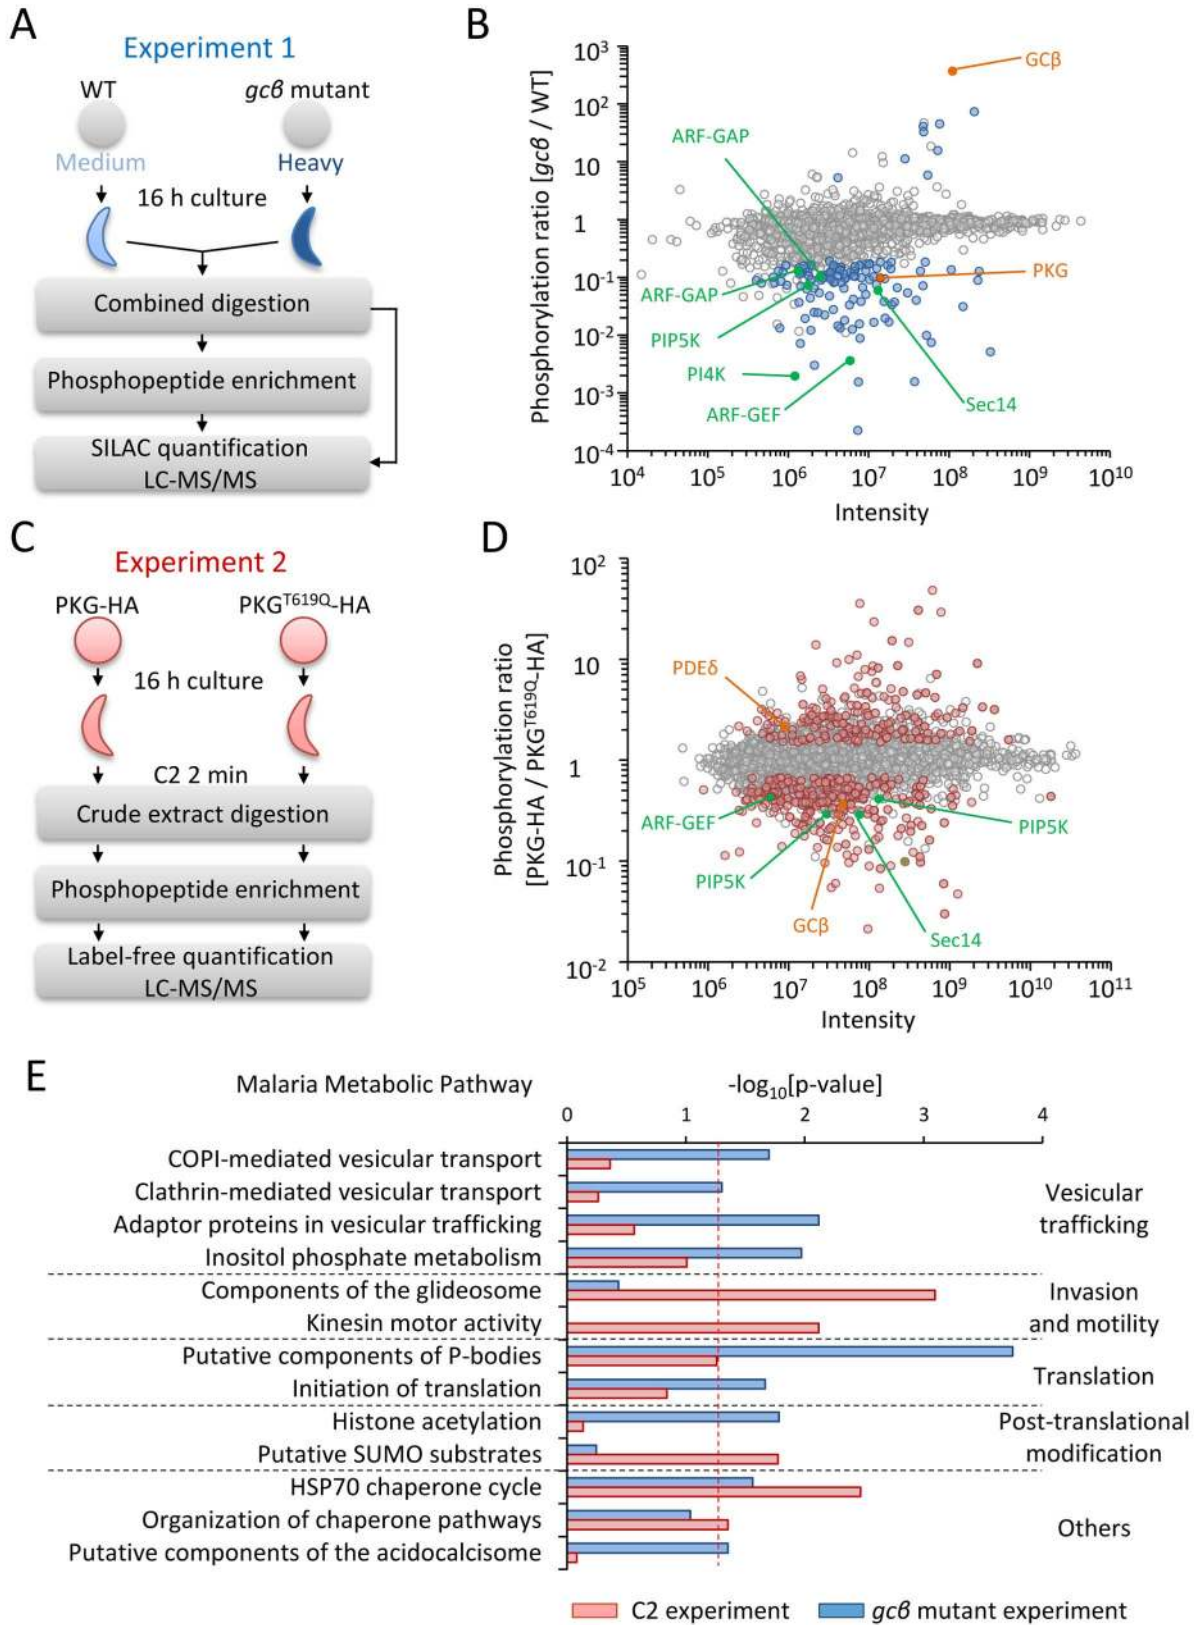 A
Experiment 1
WT
gcβ mutant
Medium
Heavy
16 h culture
Combined digestion
Phosphopeptide enrichment
SILAC quantification
LC-MS/MS
B
Phosphorylation ratio [gcβ / WT]
10³
10²
10
1
10⁻¹
10⁻²
10⁻³
10⁻⁴
GCβ
ARF-GAP
PKG
ARF-GAP
PIP5K
PI4K
ARF-GEF
Sec14
10⁴ 10⁵ 10⁶ 10⁷ 10⁸ 10⁹ 10¹⁰
Intensity
C
Experiment 2
PKG-HA
PKGᵀ⁶¹⁹Q-HA
16 h culture
C2 2 min
Crude extract digestion
Phosphopeptide enrichment
Label-free quantification
LC-MS/MS
D
Phosphorylation ratio
[PKG-HA / PKGᵀ⁶¹⁹Q-HA]
10²
10
1
10⁻¹
10⁻²
PDEδ
ARF-GEF
PIP5K
PIP5K
GCβ
Sec14
10⁵ 10⁶ 10⁷ 10⁸ 10⁹ 10¹⁰ 10¹¹
Intensity
E
Malaria Metabolic Pathway
-log₁₀[p-value]
0 1 2 3 4
COPI-mediated vesicular transport
Clathrin-mediated vesicular transport
Adaptor proteins in vesicular trafficking
Inositol phosphate metabolism
Vesicular
trafficking
Components of the glideosome
Kinesin motor activity
Invasion
and motility
Putative components of P-bodies
Initiation of translation
Translation
Histone acetylation
Putative SUMO substrates
Post-translational
modification
HSP70 chaperone cycle
Organization of chaperone pathways
Putative components of the acidocalcisome
Others
C2 experiment
gcβ mutant experiment